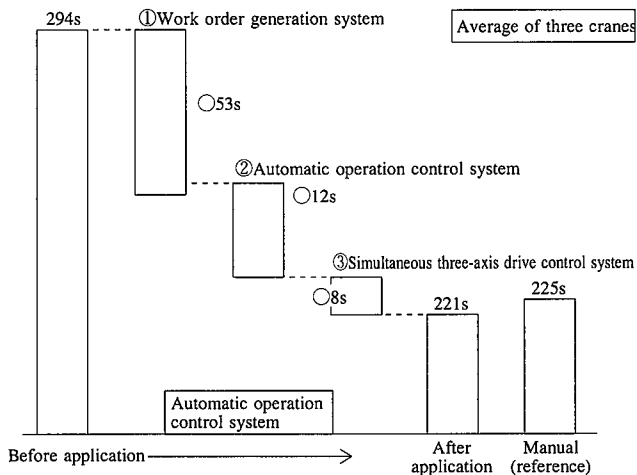 294s
①Work order generation system
Average of three cranes
○53s
②Automatic operation control system
○12s
③Simultaneous three-axis drive control system
○8s
221s
225s
Automatic operation
control system
Before application
After
application
Manual
(reference)